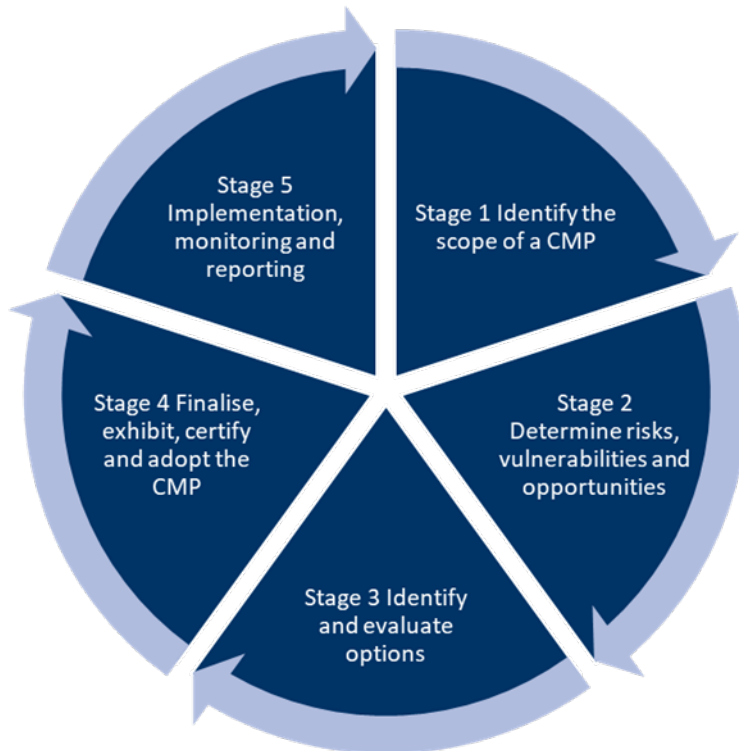 Stage 1 Identify the
scope of a CMP
Stage 2
Determine risks,
vulnerabilities and
opportunities
Stage 3 Identify
and evaluate
options
Stage 4 Finalise,
exhibit, certify
and adopt the
CMP
Stage 5
Implementation,
monitoring and
reporting